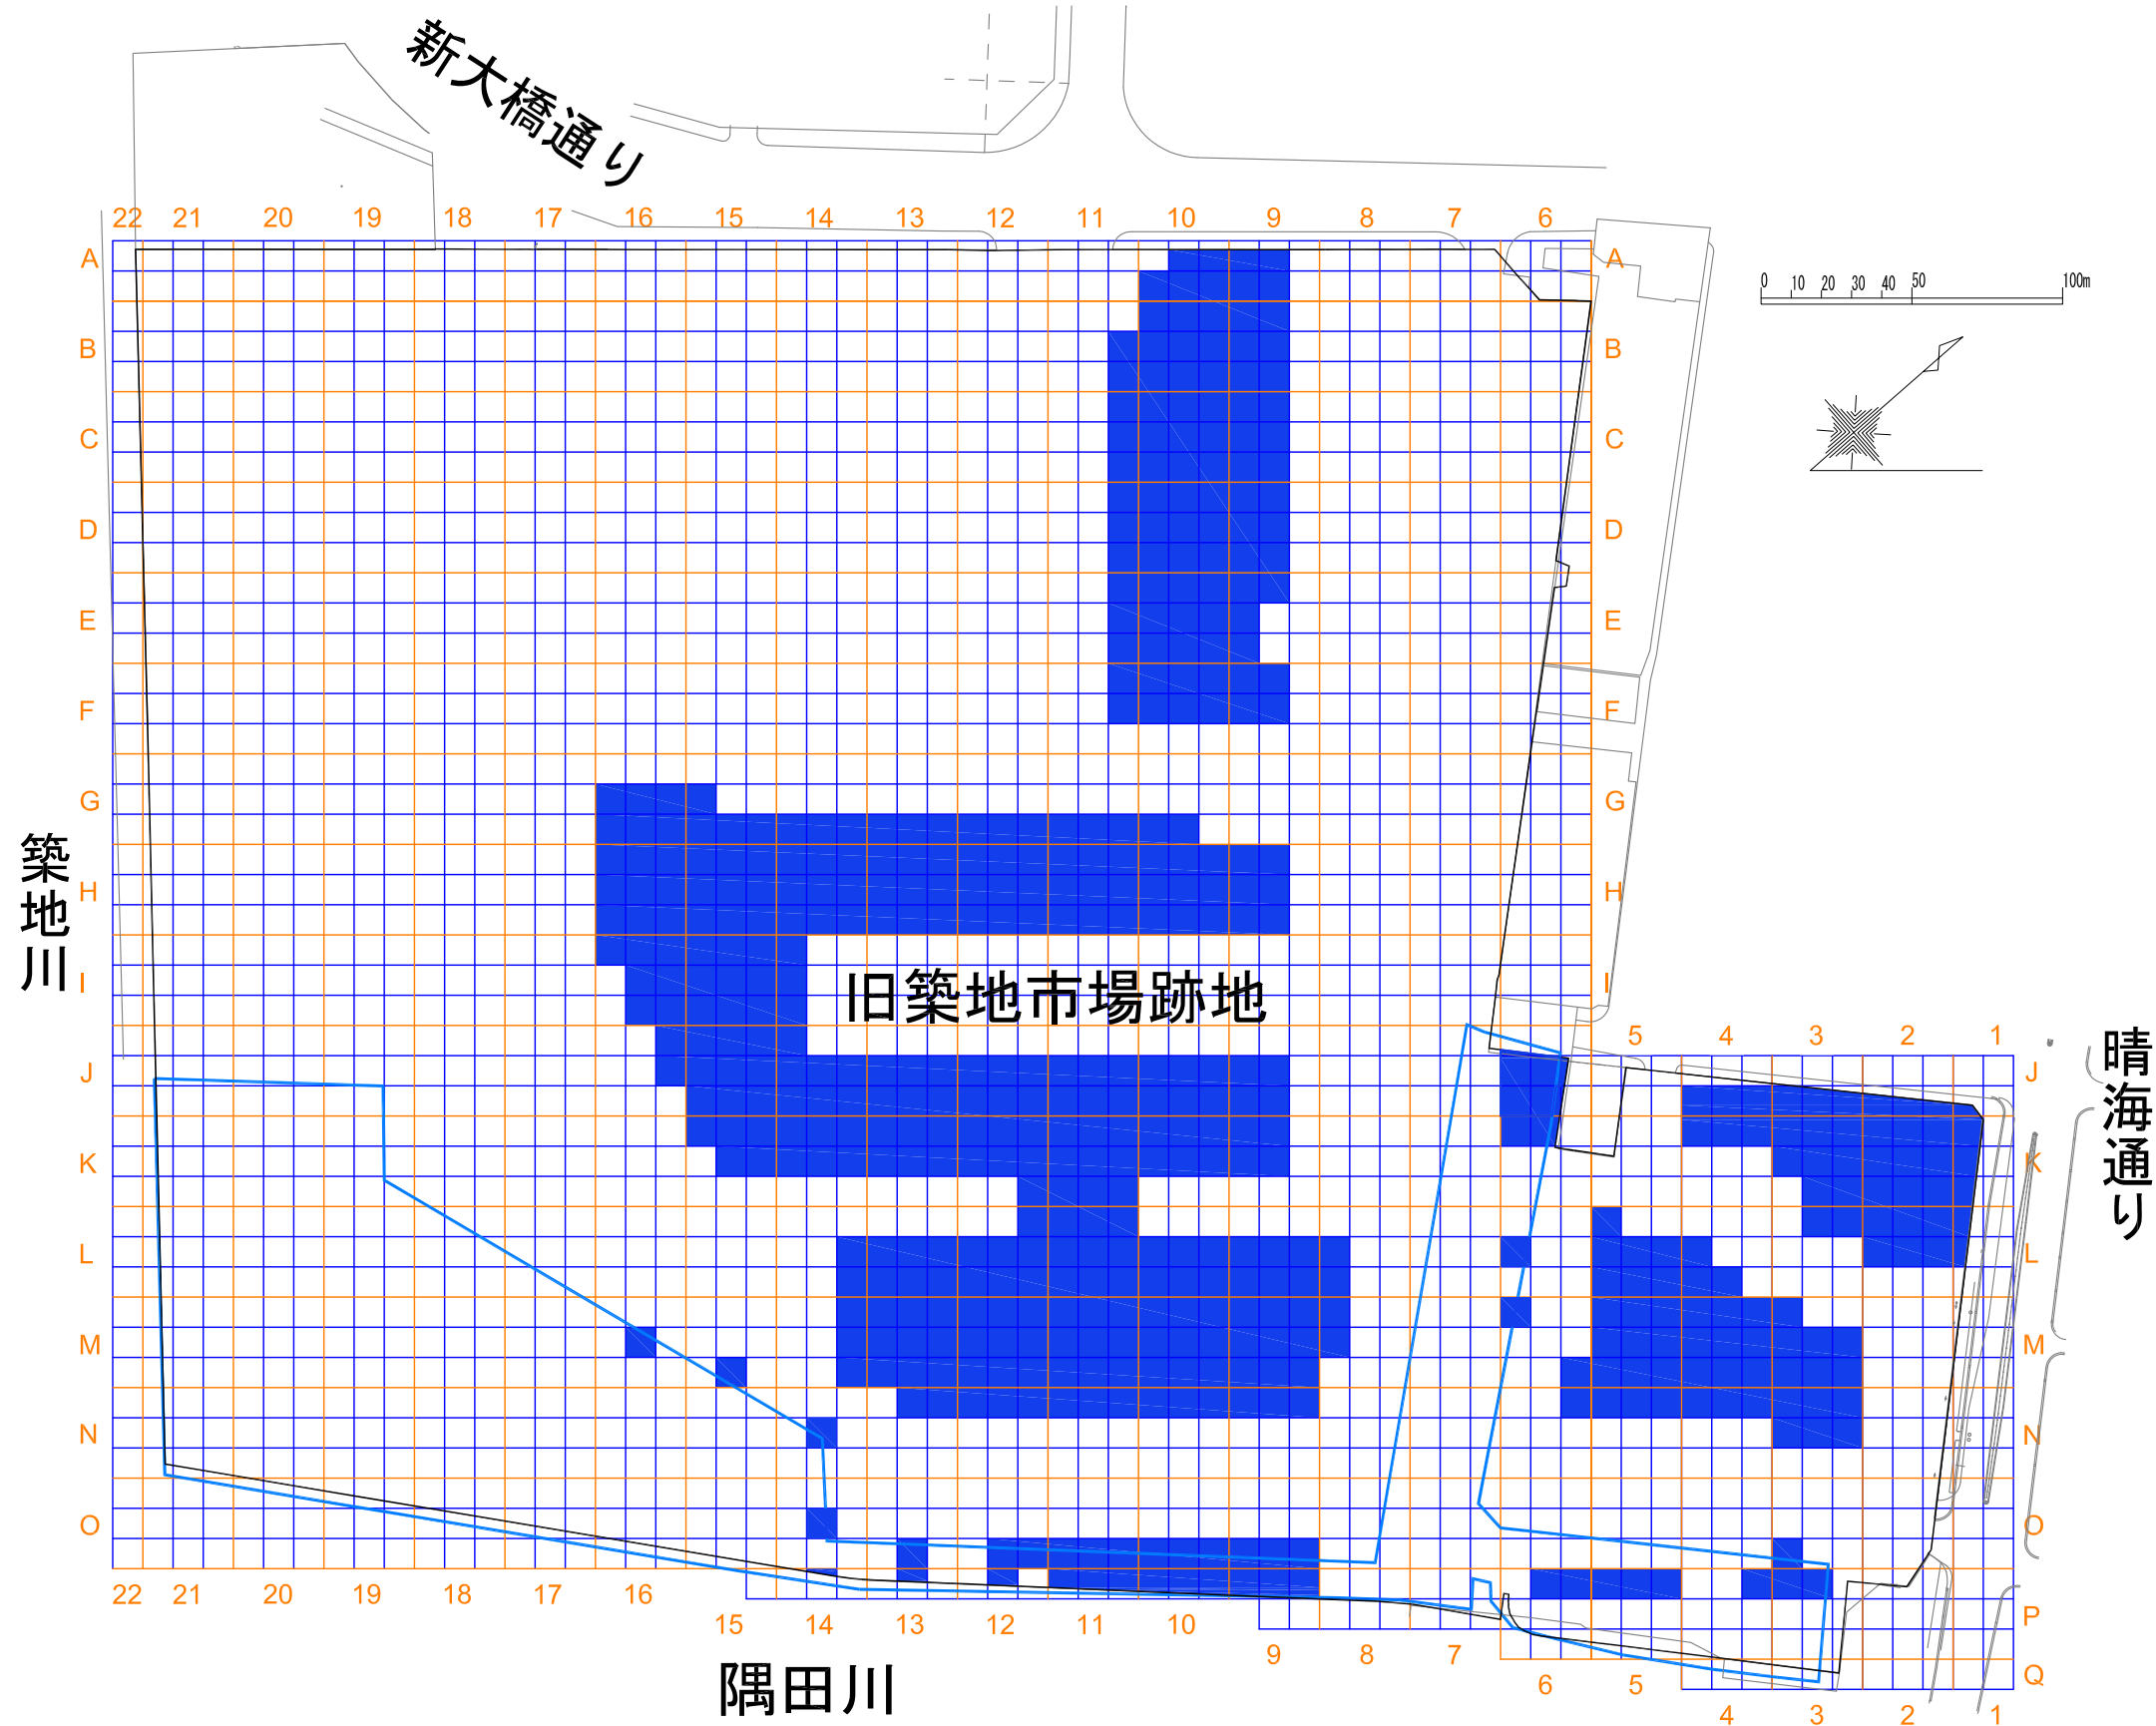 新大橋通り
22 21 20 19 18 17 16 15 14 13 12 11 10 9 8 7 6
A A
0 10 20 30 40 50 100m
B B
C C
D D
E E
F F
G G
築地川
H H
I I
旧築地市場跡地
5 4 3 2 1
晴海通り
J J
K K
L L
M M
N N
O O
22 21 20 19 18 17 16
P
15 14 13 12 11 10
9 8 7
Q
隅田川
6 5
4 3 2 1